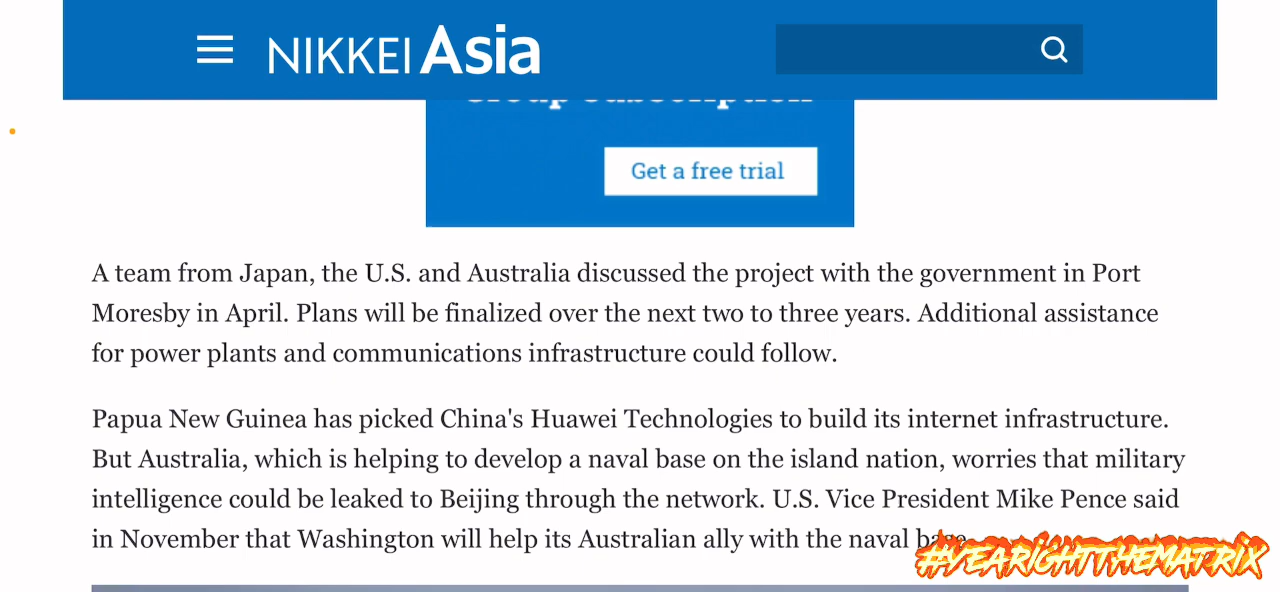 NIKKEI Asia
Group Subscription
Get a free trial
A team from Japan, the U.S. and Australia discussed the project with the government in Port
Moresby in April. Plans will be finalized over the next two to three years. Additional assistance
for power plants and communications infrastructure could follow.
Papua New Guinea has picked China's Huawei Technologies to build its internet infrastructure.
But Australia, which is helping to develop a naval base on the island nation, worries that military
intelligence could be leaked to Beijing through the network. U.S. Vice President Mike Pence said
in November that Washington will help its Australian ally with the naval base.
#YEARIGHTTHEMATRIX